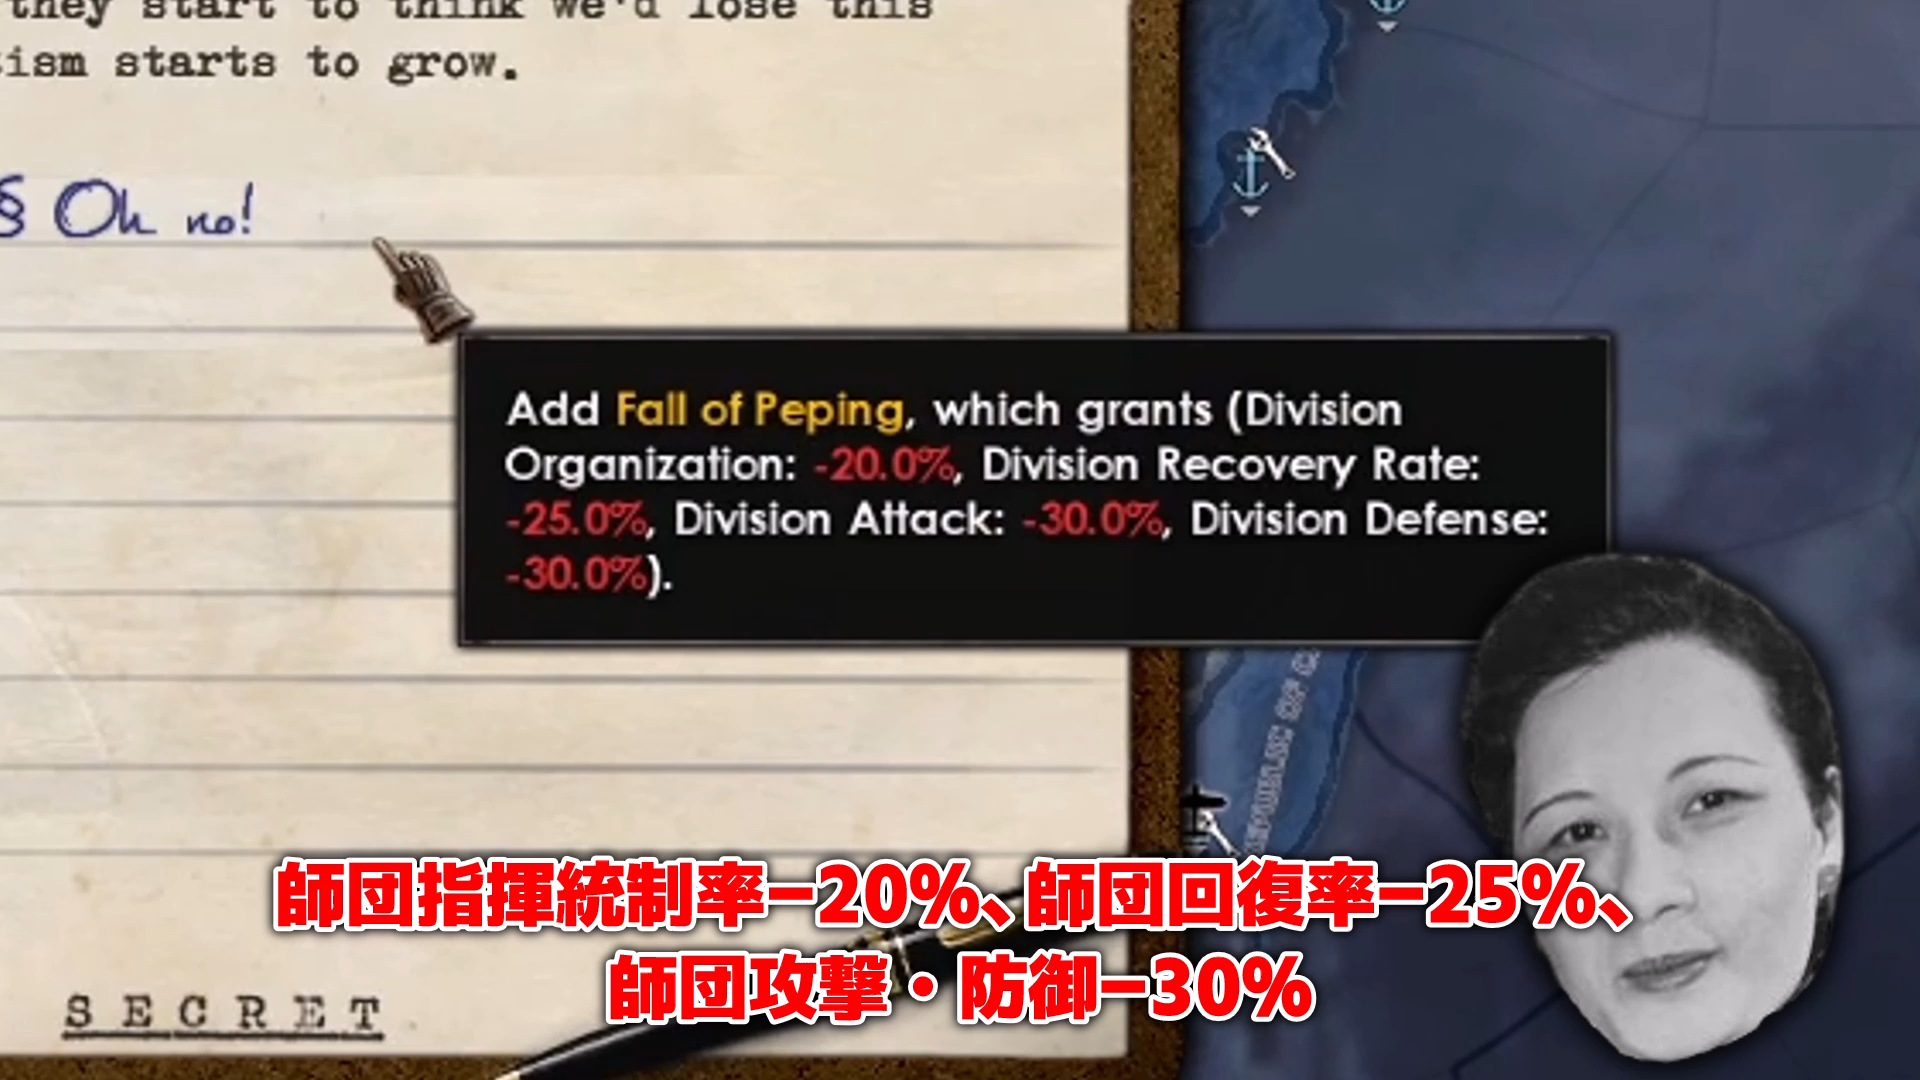 they start to think we'd lose this
tism starts to grow.
§ Oh no!
Add Fall of Peping, which grants (Division
Organization: -20.0%, Division Recovery Rate:
-25.0%, Division Attack: -30.0%, Division Defense:
-30.0%).
師団指揮統制率−20%、師団回復率−25%、
師団攻撃・防御−30%
SECRET